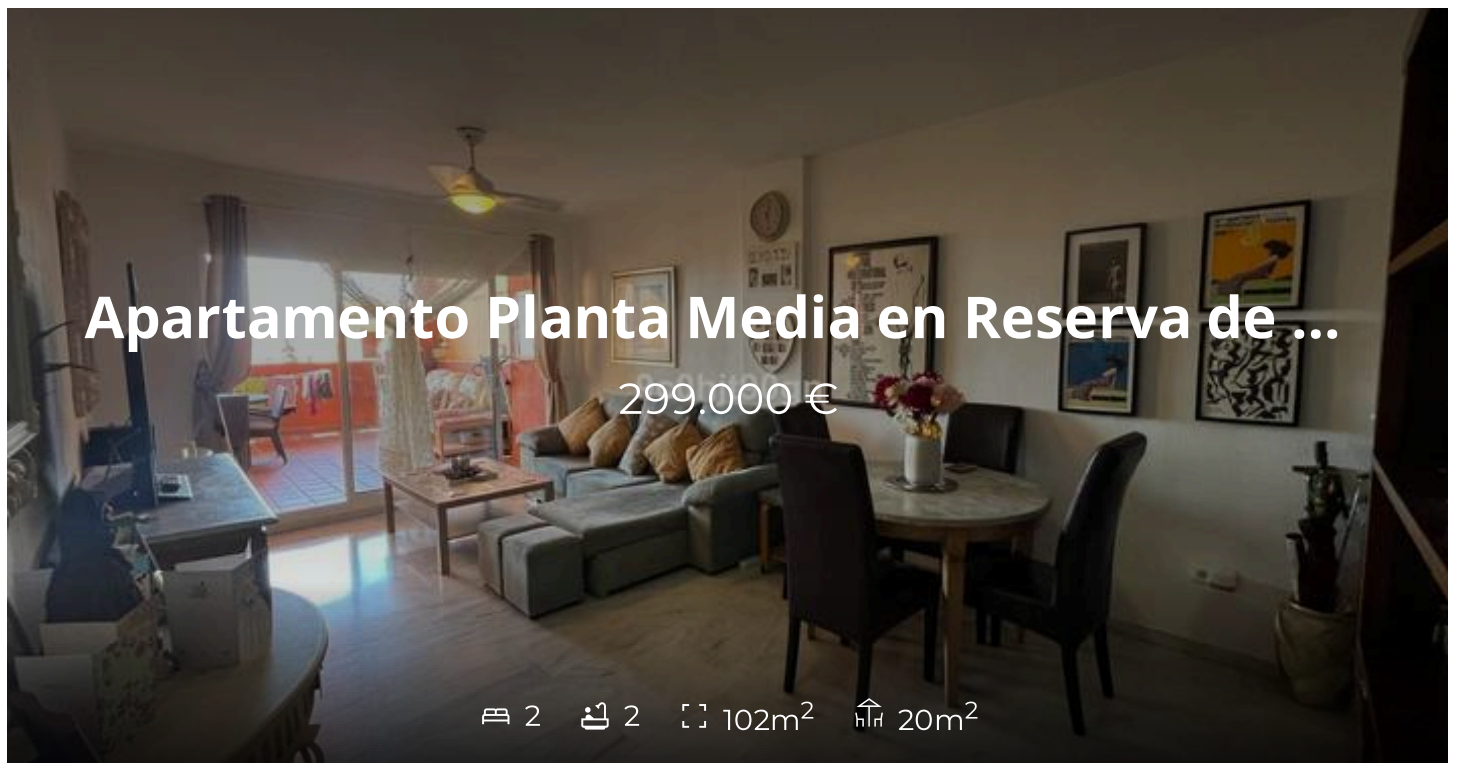 Apartamento Planta Media en Reserva de ...
299.000 €
2 2 102m² 20m²